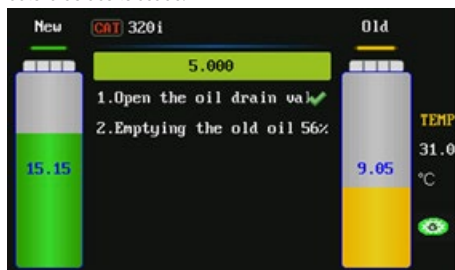 New CAT 320i Old
5.000
1.Open the oil drain val
2.Emptying the old oil 56%
TEMP
31.0
°C
15.15
9.05